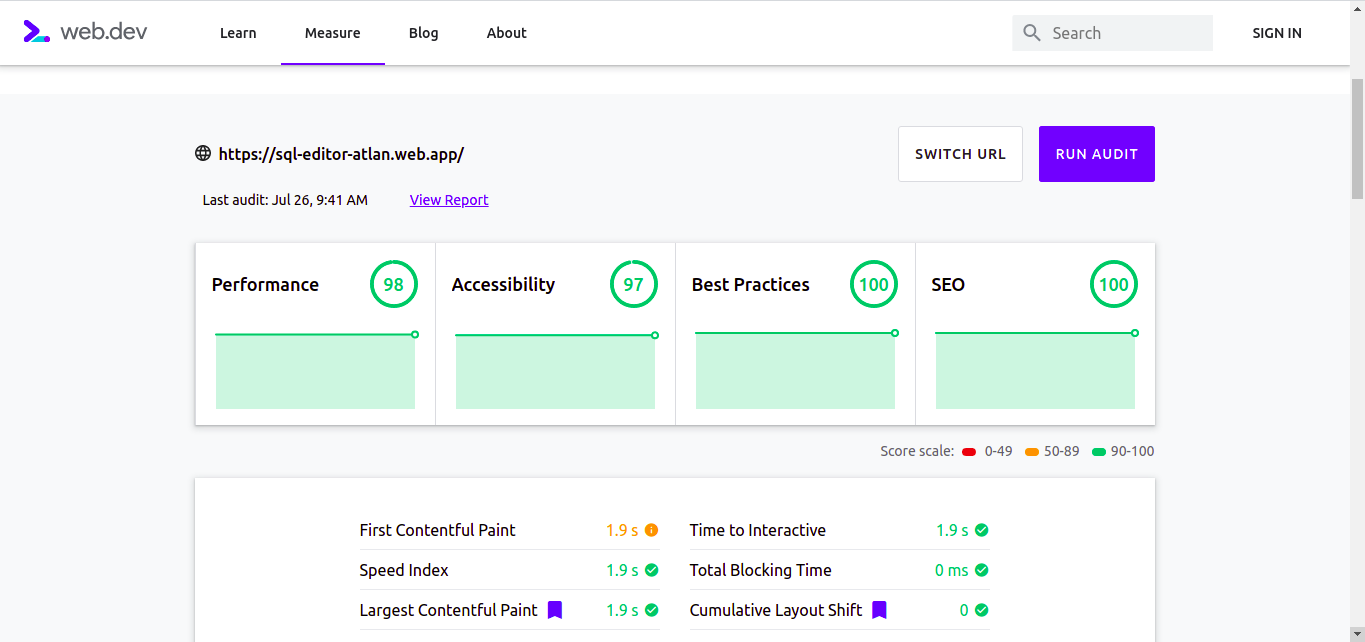 web.dev Learn Measure Blog About Search SIGN IN
https://sql-editor-atlan.web.app/ SWITCH URL RUN AUDIT
Last audit: Jul 26, 9:41 AM View Report
Performance 98 Accessibility 97 Best Practices 100 SEO 100
Score scale: 0-49 50-89 90-100
First Contentful Paint 1.9 s Time to Interactive 1.9 s
Speed Index 1.9 s Total Blocking Time 0 ms
Largest Contentful Paint 1.9 s Cumulative Layout Shift 0